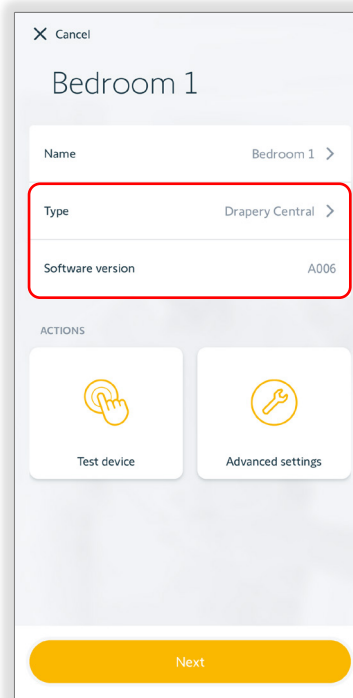 Cancel
Bedroom 1
Name Bedroom 1
Type Drapery Central
Software version A006
ACTIONS
Test device Advanced settings
Next